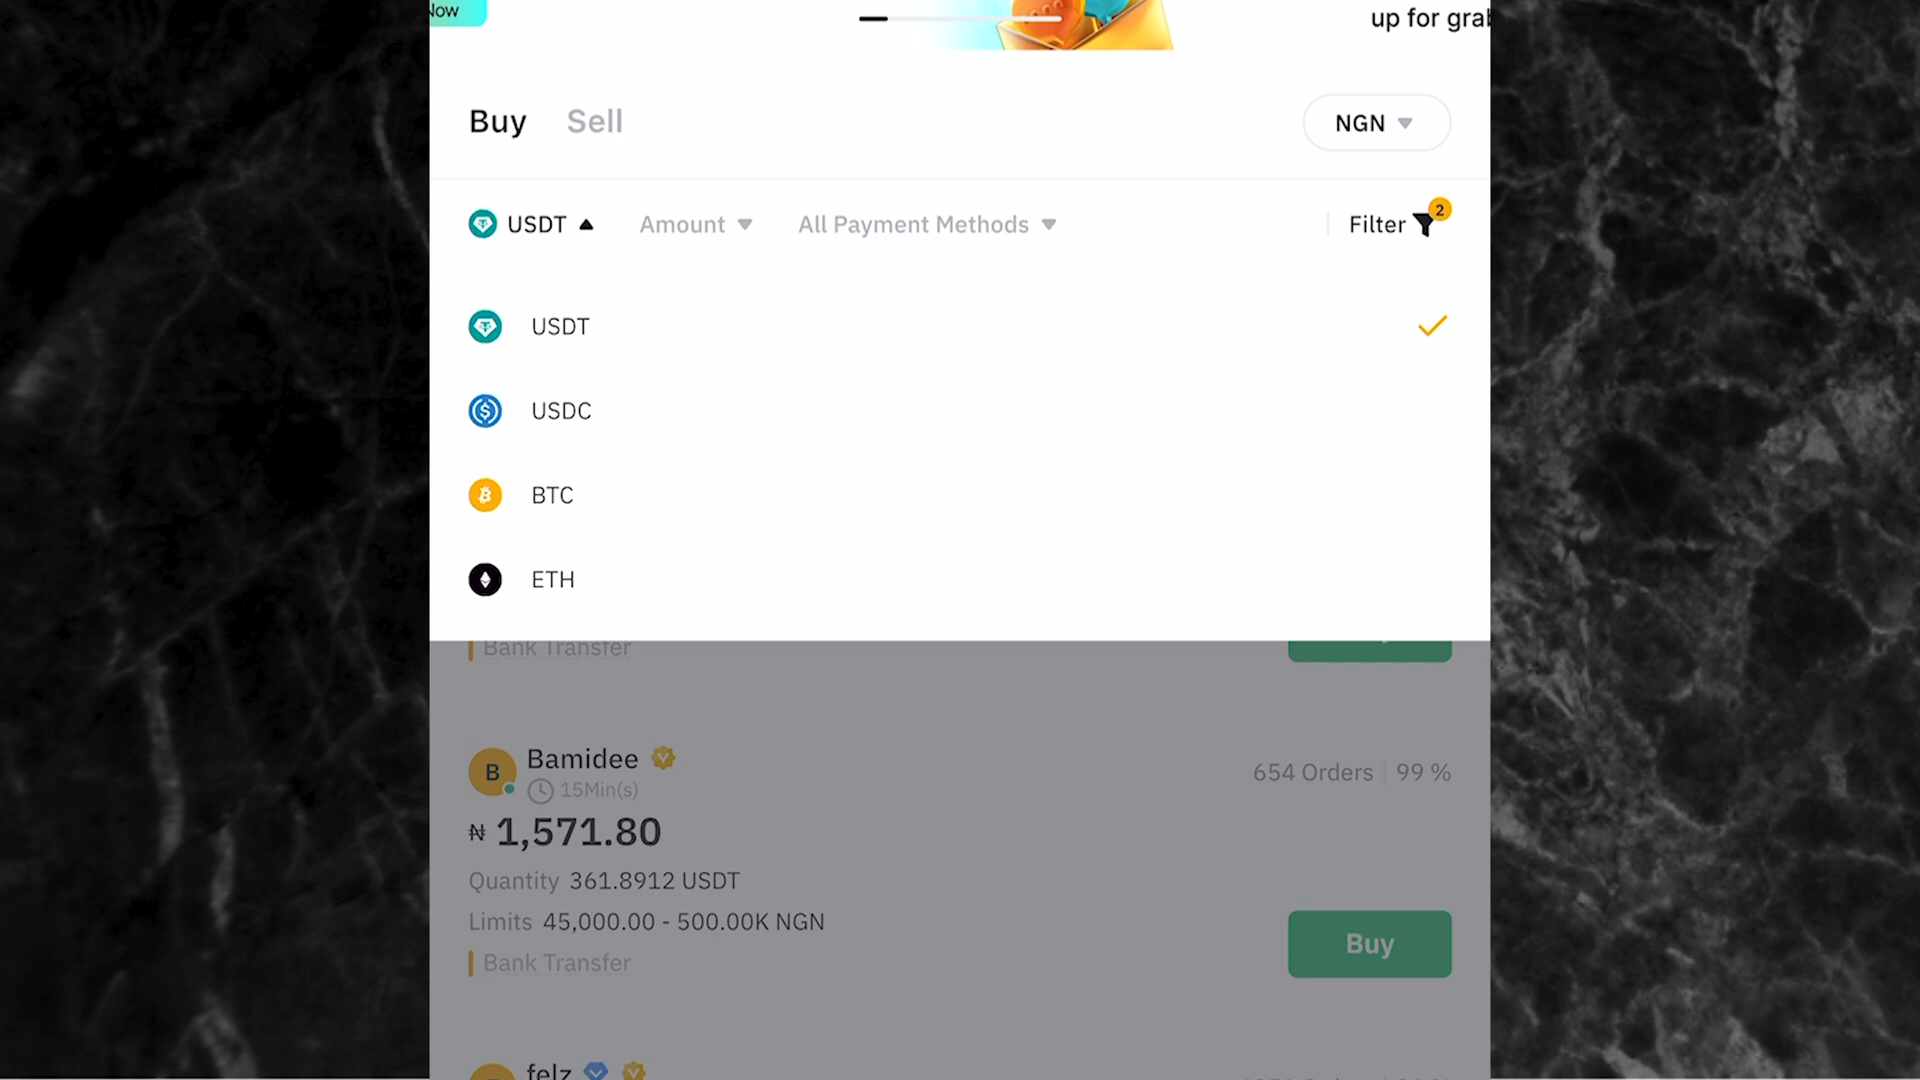 Now
up for grab
Buy Sell NGN
USDT Amount All Payment Methods Filter 2
USDT
USDC
BTC
ETH
Bank Transfer
B Bamidee 654 Orders 99 %
15Min(s)
₦ 1,571.80
Quantity 361.8912 USDT
Limits 45,000.00 - 500.00K NGN
Buy
Bank Transfer
felz